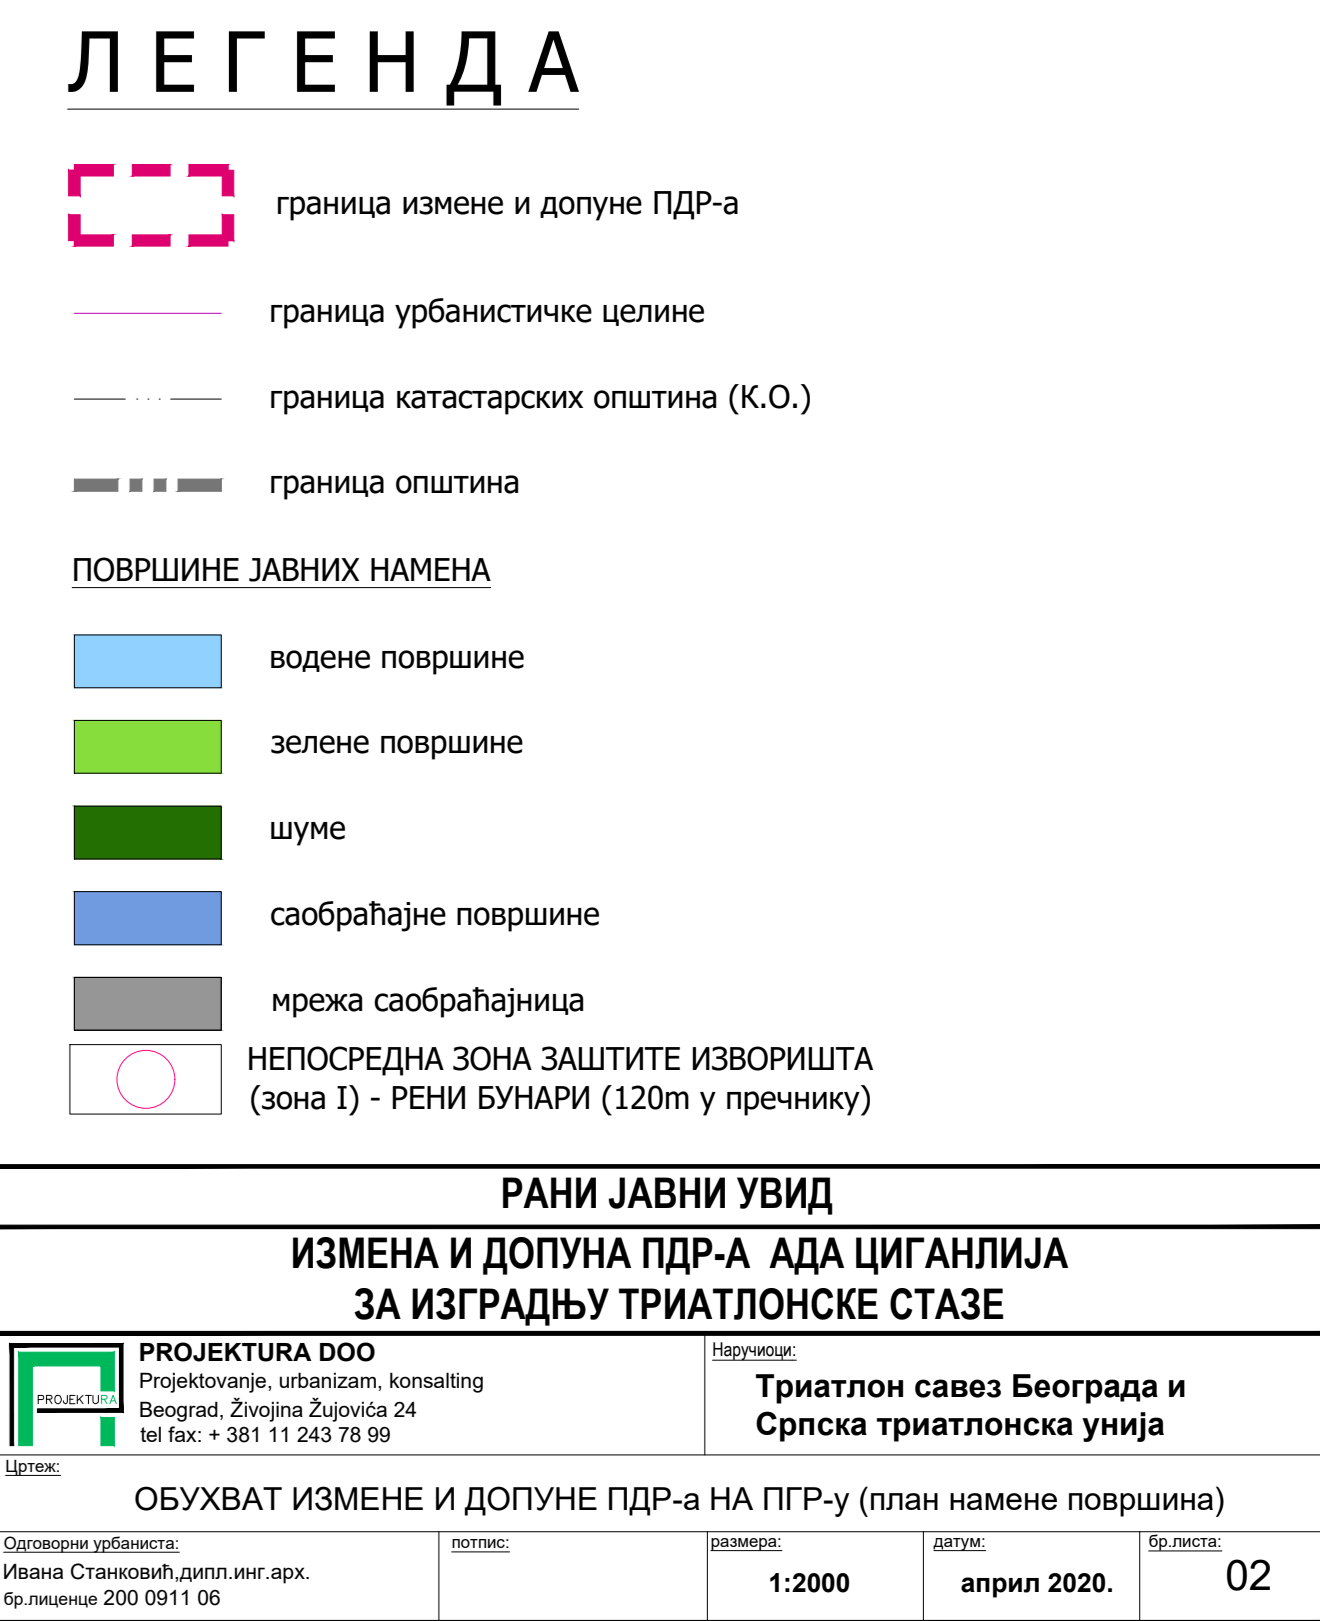 ЛЕГЕНДА
граница измене и допуне ПДР-а
граница урбанистичке целине
граница катастарских општина (К.О.)
граница општина
ПОВРШИНЕ ЈАВНИХ НАМЕНА
водене површине
зелене површине
шуме
саобраћајне површине
мрежа саобраћајница
НЕПОСРЕДНА ЗОНА ЗАШТИТЕ ИЗВОРИШТА
(зона I) - РЕНИ БУНАРИ (120m у пречнику)
РАНИ ЈАВНИ УВИД
ИЗМЕНА И ДОПУНА ПДР-А АДА ЦИГАНЛИЈА
ЗА ИЗГРАДЊУ ТРИАТЛОНСКЕ СТАЗЕ
PROJEKTURA
PROJEKTURA DOO
Projektovanje, urbanizam, konsalting
Beograd, Živojina Žujovića 24
tel fax: + 381 11 243 78 99
Наручиоци:
Триатлон савез Београда и
Српска триатлонска унија
Цртеж:
ОБУХВАТ ИЗМЕНЕ И ДОПУНЕ ПДР-а НА ПГР-у (план намене површина)
Одговорни урбаниста:
Ивана Станковић,дипл.инг.арх.
бр.лиценце 200 0911 06
потпис:
размера:
1:2000
датум:
април 2020.
бр.листа:
02